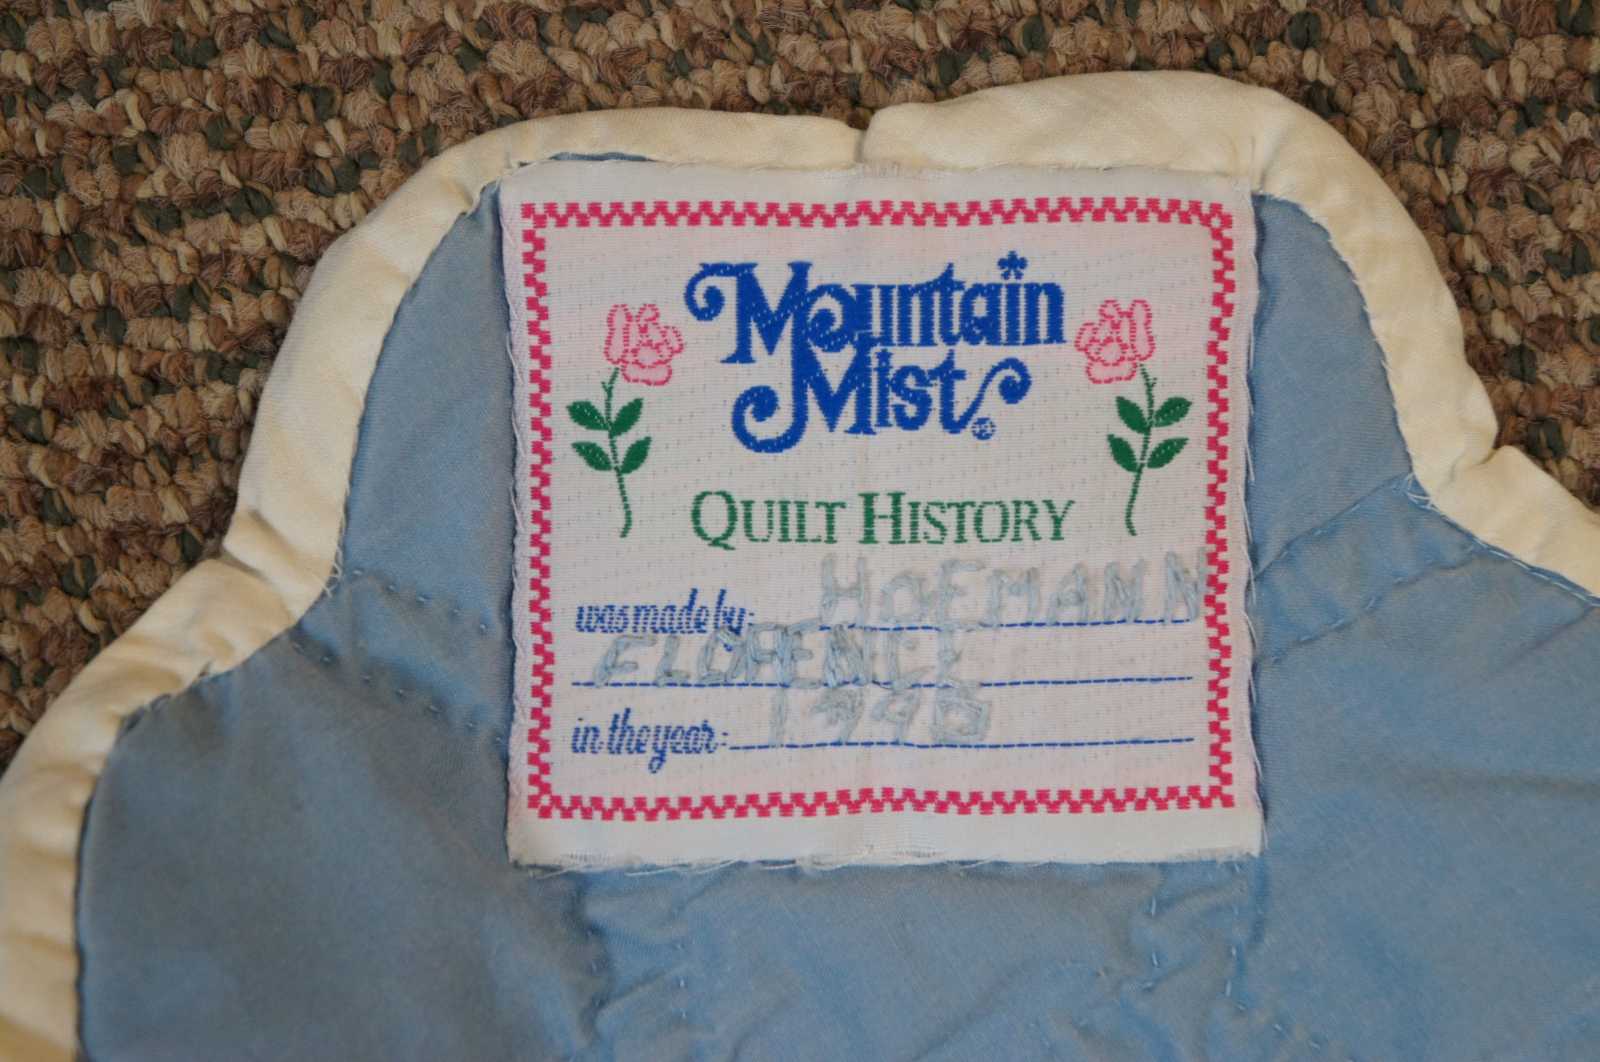 Mountain
Mist®
QUILT HISTORY
was made by: HOFMANN
FLORENCE
in the year: 1990